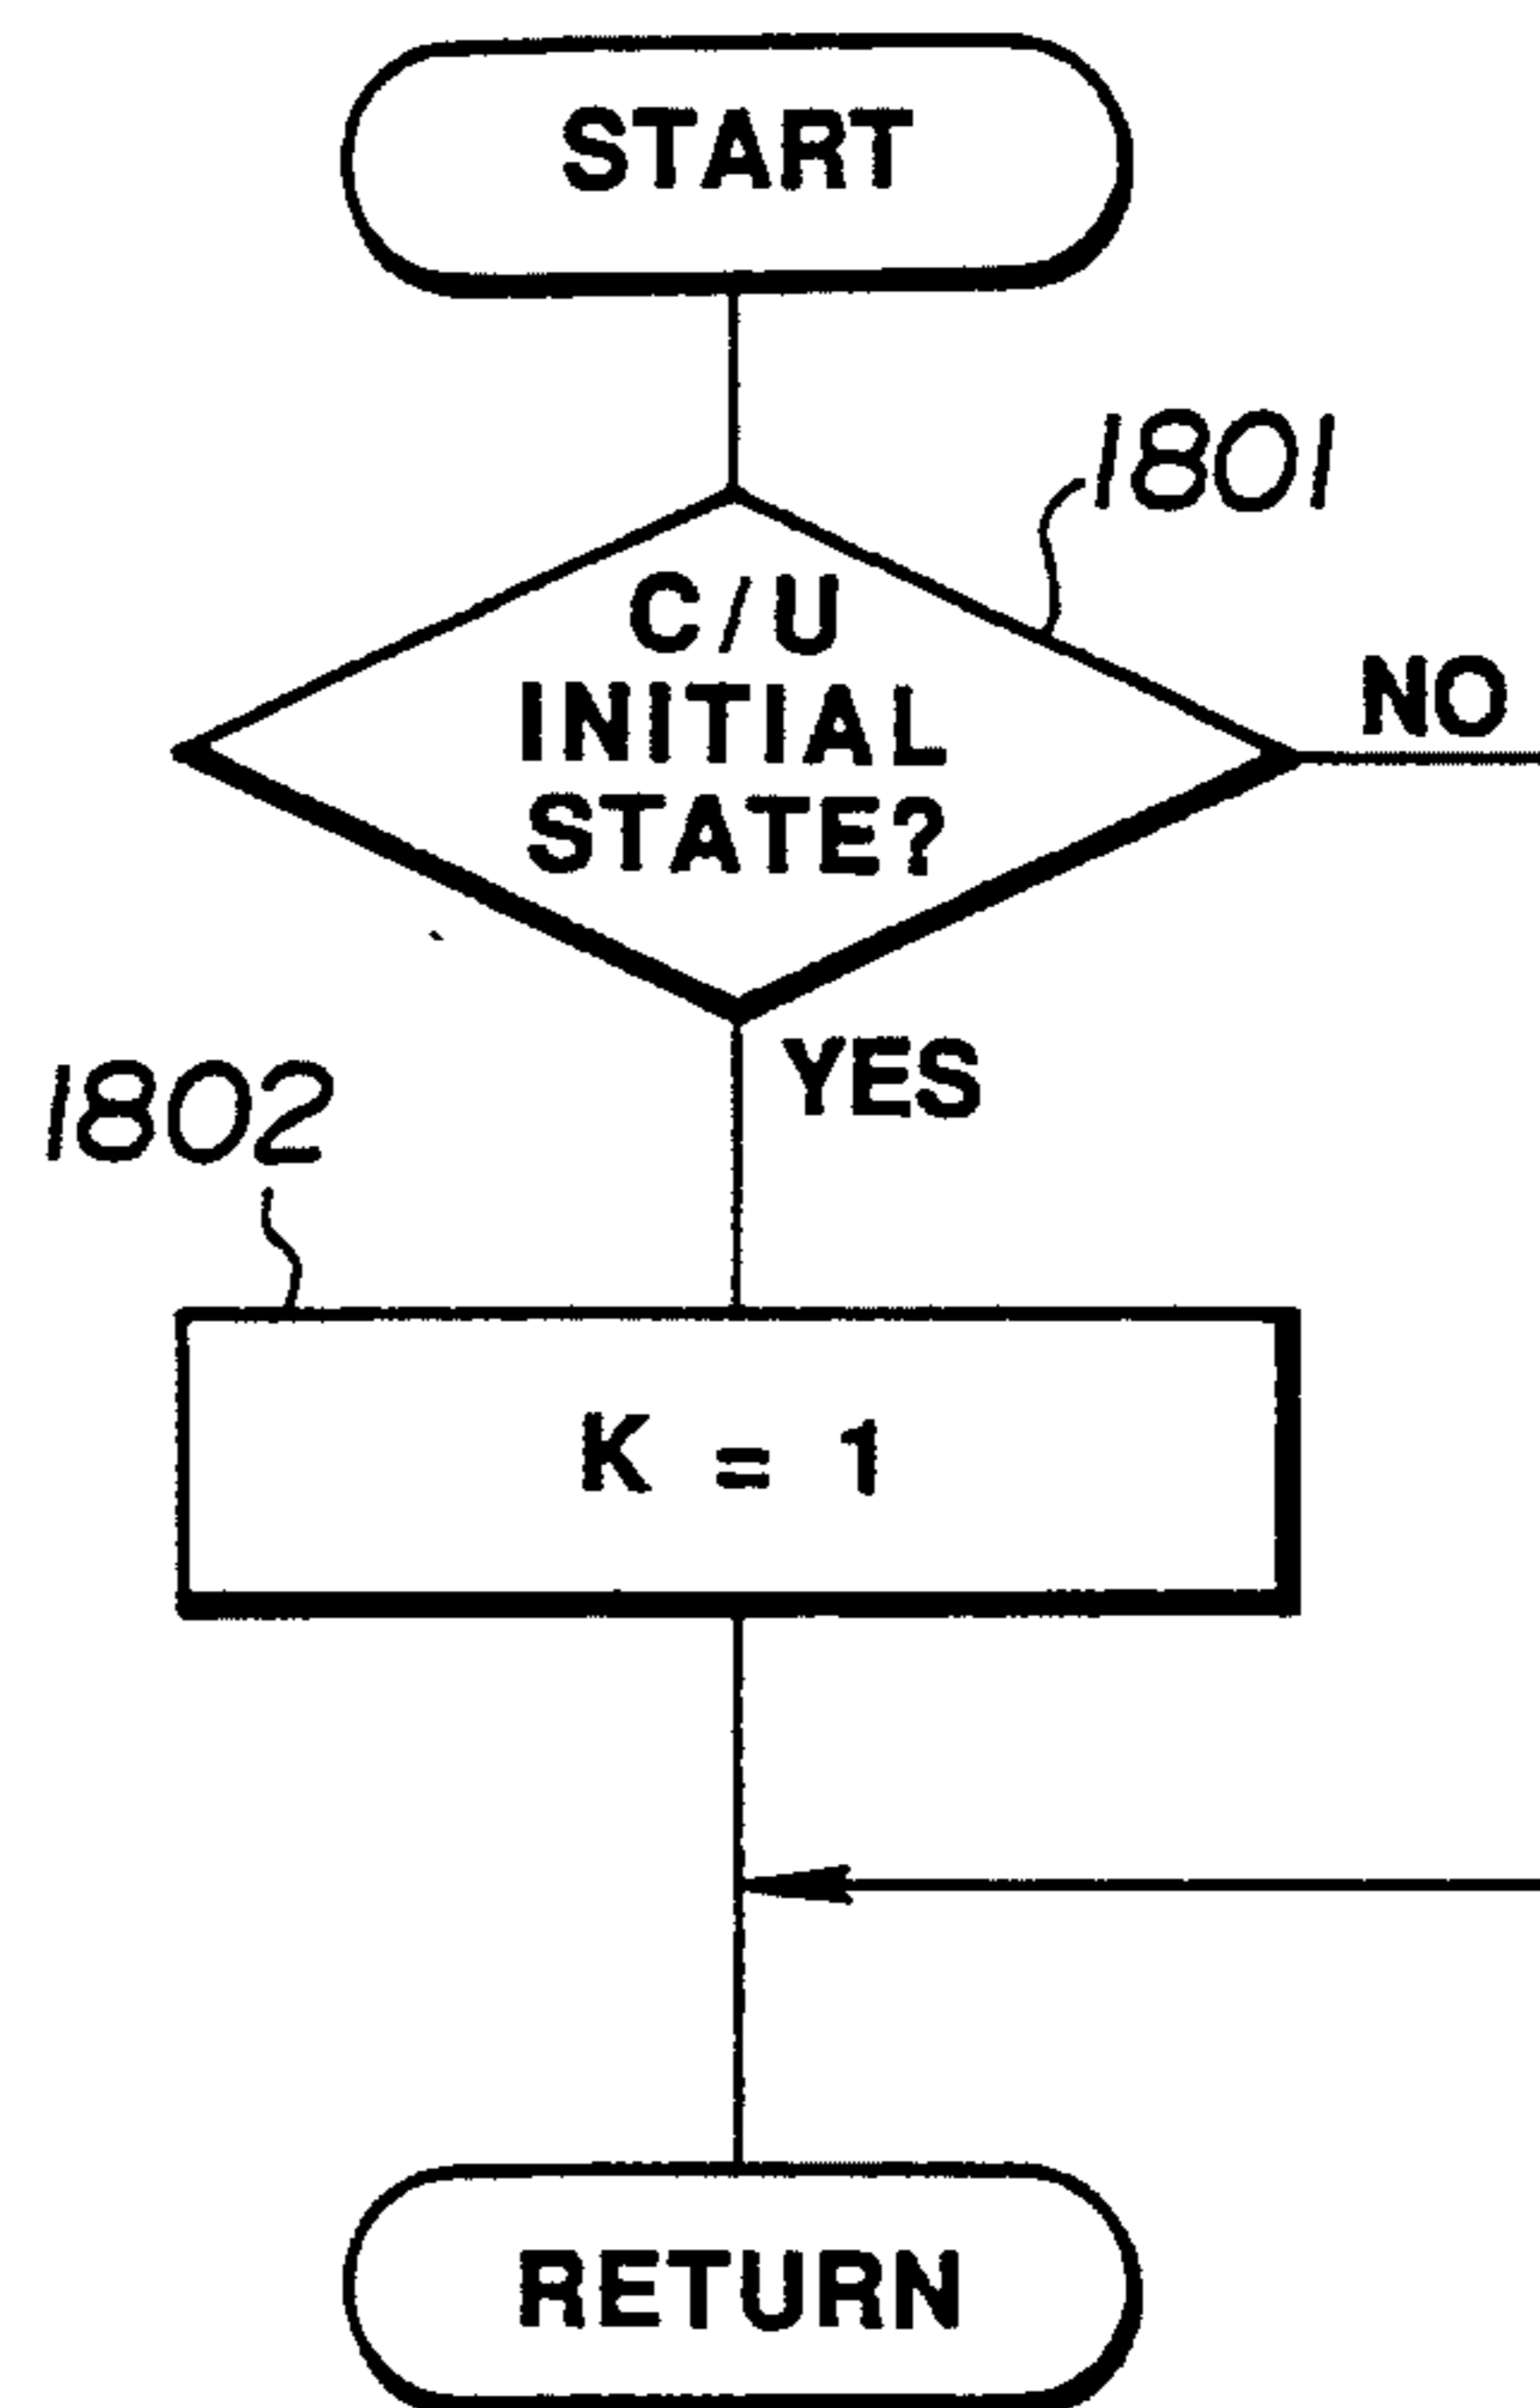 START
1801
C/U
INITIAL
STATE?
NO
YES
1802
K = 1
RETURN